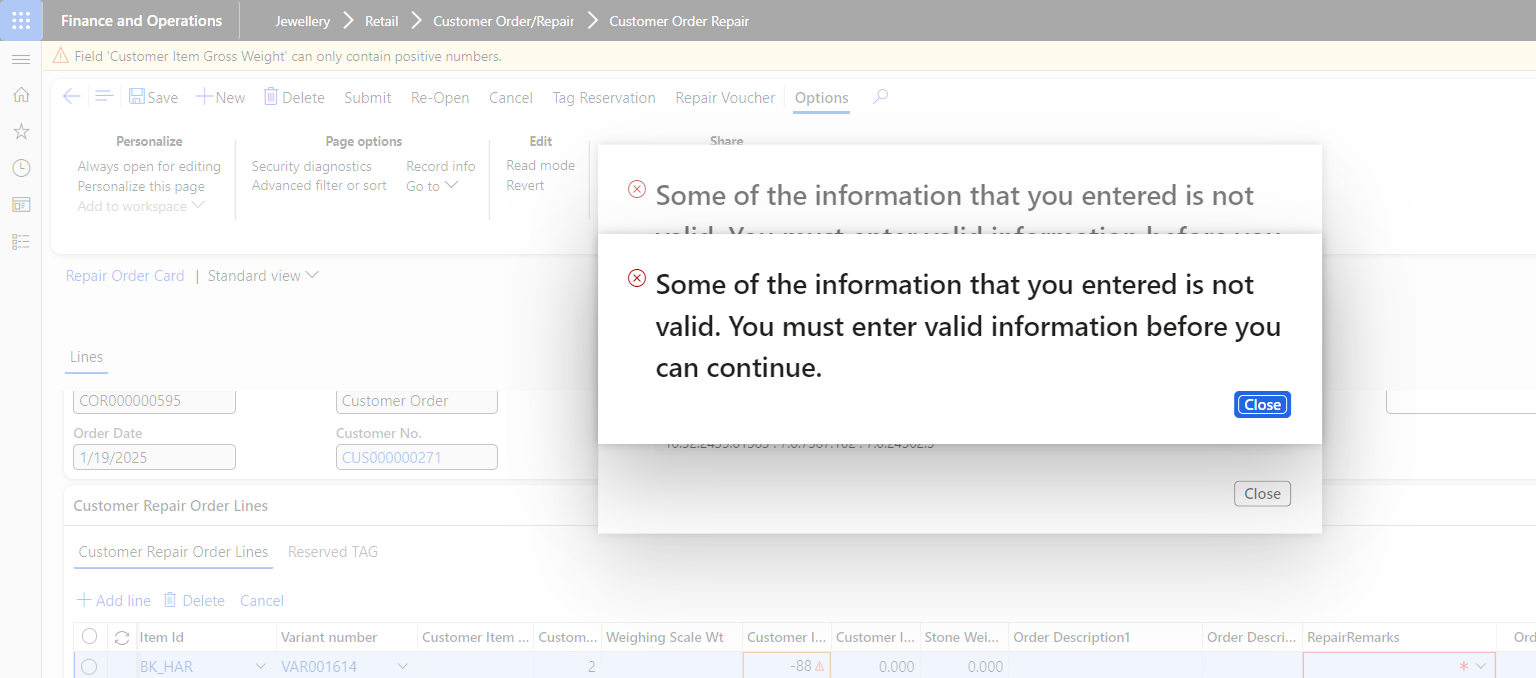 Finance and Operations
Jewellery
Retail
Customer Order/Repair
Customer Order Repair
Field 'Customer Item Gross Weight' can only contain positive numbers.
Save
New
Delete
Submit
Re-Open
Cancel
Tag Reservation
Repair Voucher
Options
Personalize
Page options
Edit
Share
Always open for editing
Personalize this page
Add to workspace
Security diagnostics
Advanced filter or sort
Record info
Go to
Read mode
Revert
Some of the information that you entered is not
valid. You must enter valid information before you
Some of the information that you entered is not
valid. You must enter valid information before you
can continue.
Close
Close
Repair Order Card | Standard view
Lines
COR000000595
Customer Order
Order Date
Customer No.
1/19/2025
CUS000000271
Customer Repair Order Lines
Customer Repair Order Lines
Reserved TAG
Add line
Delete
Cancel
Item Id
Variant number
Customer Item ...
Custom...
Weighing Scale Wt
Customer I...
Customer I...
Stone Wei...
Order Description1
Order Descri...
RepairRemarks
Ord
BK_HAR
VAR001614
2
-88
0.000
0.000
*